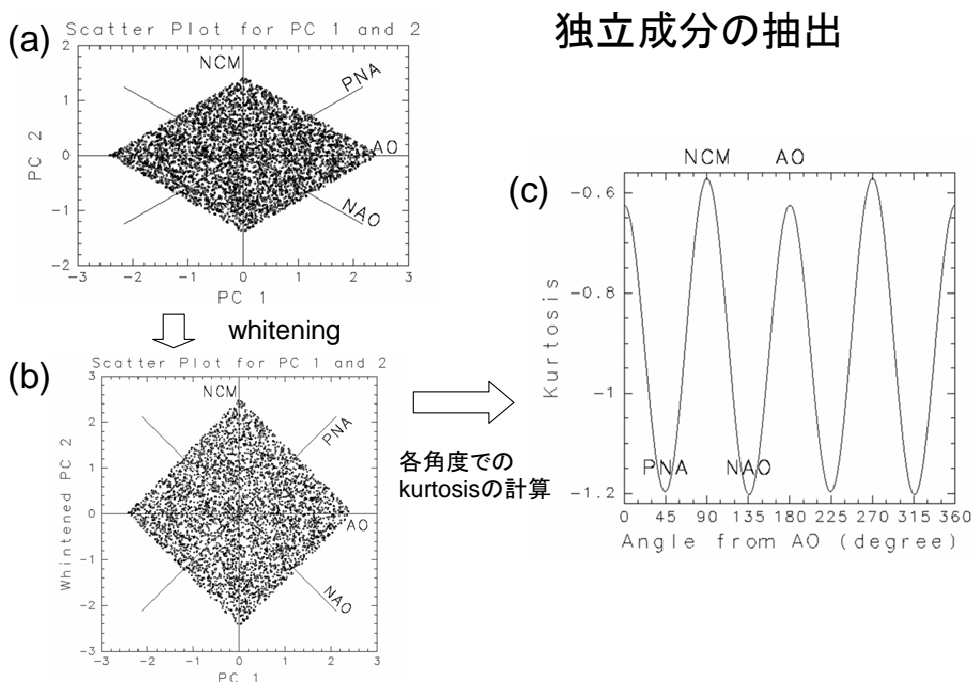 独立成分の抽出
(a)
Scatter Plot for PC 1 and 2
2
1
0
-1
-2
PC 2
NCM
PNA
AO
NAO
-3
-2
-1
0
1
2
3
PC 1
whitening
(b)
Scatter Plot for PC 1 and 2
3
2
1
0
-1
-2
-3
Whintened PC 2
NCM
PNA
AO
NAO
-3
-2
-1
0
1
2
3
PC 1
各角度での
kurtosisの計算
(c)
NCM
AO
-0.6
-0.8
-1
-1.2
Kurtosis
PNA
NAO
0 45 90 135 180 225 270 315 360
Angle from AO (degree)